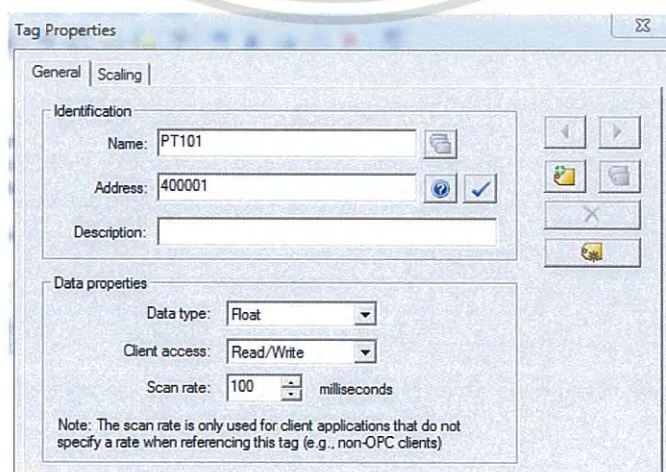 Tag Properties
General Scaling
Identification
Name: PT101
Address: 400001
Description:
Data properties
Data type: Float
Client access: Read/Write
Scan rate: 100 milliseconds
Note: The scan rate is only used for client applications that do not
specify a rate when referencing this tag (e.g., non-OPC clients)